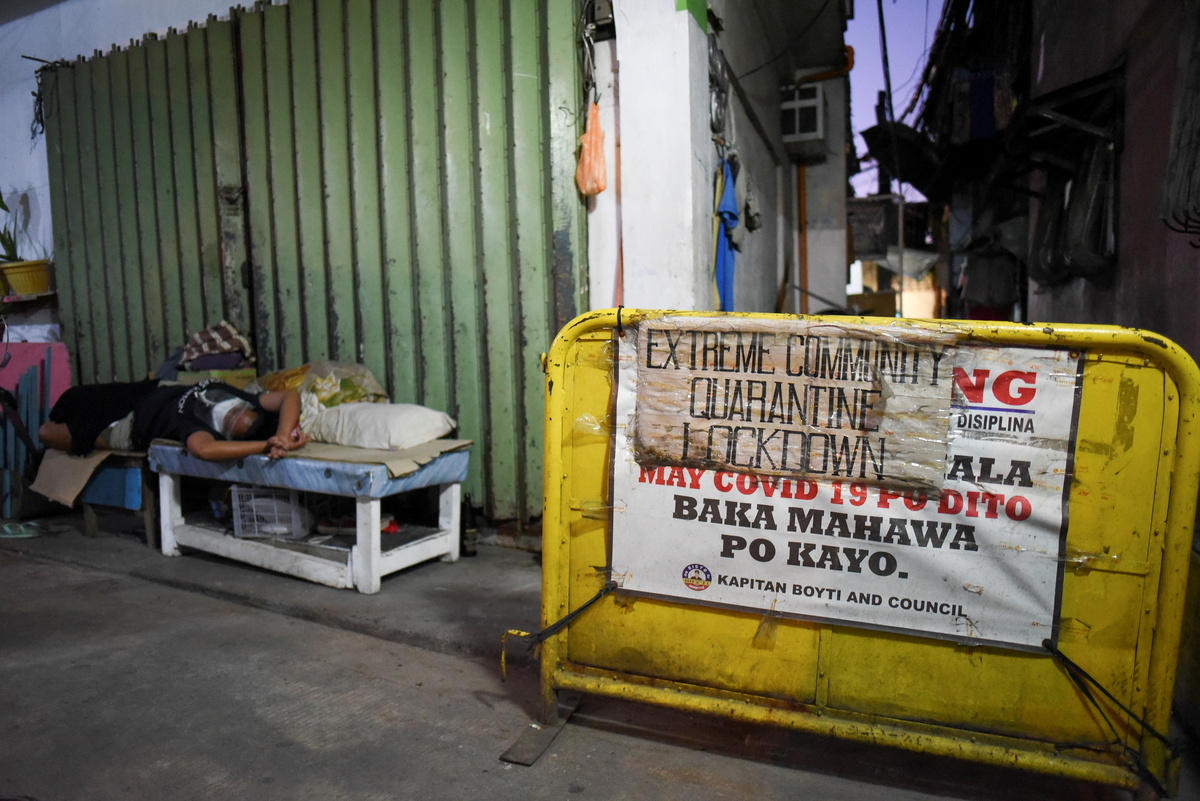 EXTREME COMMUNITY
QUARANTINE
LOCKDOWN
NG
DISIPLINA
ALA
MAY COVID 19 PO DITO
BAKA MAHAWA
PO KAYO.
KAPITAN BOYTI AND COUNCIL